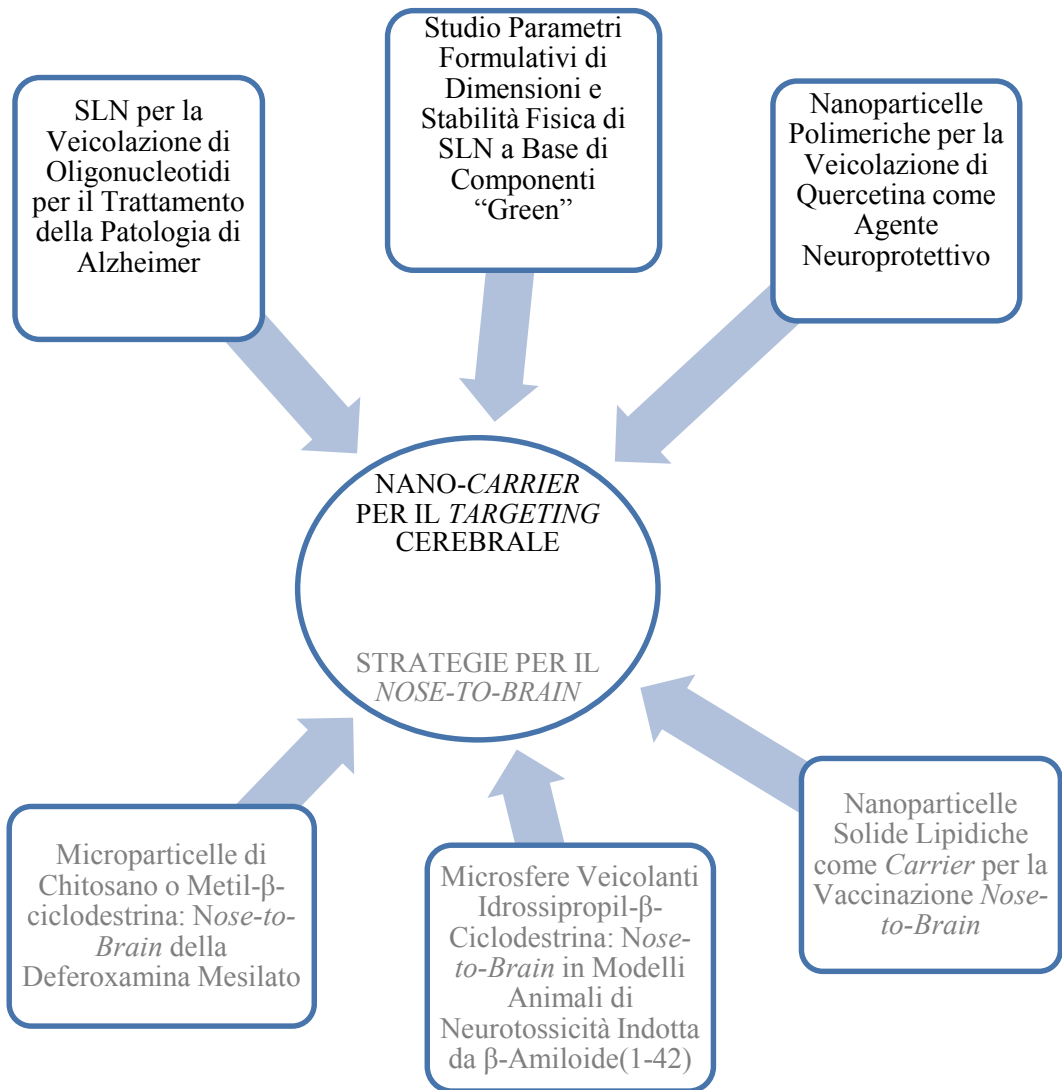 SLN per la
Veicolazione di
Oligonucleotidi
per il Trattamento
della Patologia di
Alzheimer
Studio Parametri
Formulativi di
Dimensioni e
Stabilità Fisica di
SLN a Base di
Componenti
“Green”
Nanoparticelle
Polimeriche per la
Veicolazione di
Quercetina come
Agente
Neuroprotettivo
NANO-CARRIER
PER IL TARGETING
CEREBRALE
STRATEGIE PER IL
NOSE-TO-BRAIN
Microparticelle di
Chitosano o Metil-β-
ciclodestrina: Nose-to-
Brain della
Deferoxamina Mesilato
Microsfere Veicolanti
Idrossipropil-β-
Ciclodestrina: Nose-
to-Brain in Modelli
Animali di
Neurotossicità Indotta
da β-Amiloide(1-42)
Nanoparticelle
Solide Lipidiche
come Carrier per la
Vaccinazione Nose-
to-Brain